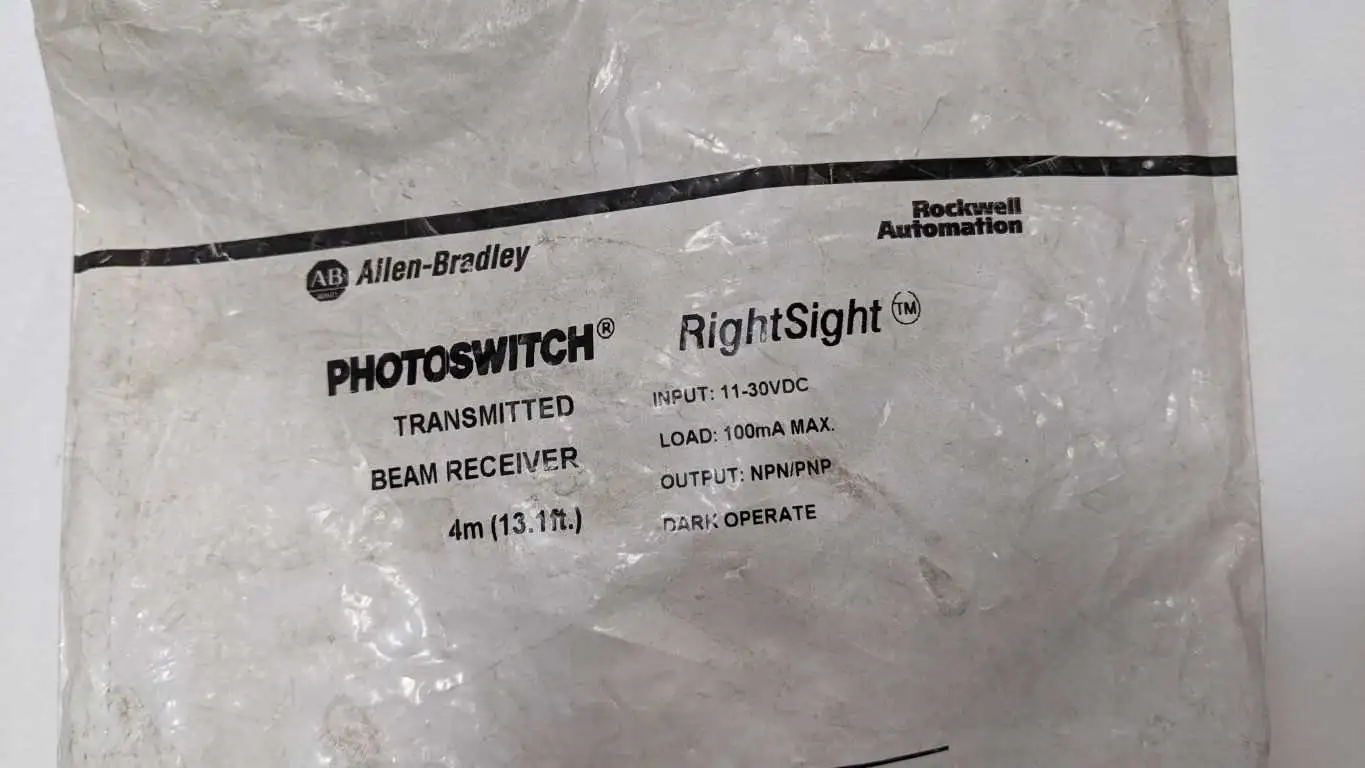 Rockwell
Automation
AB Allen-Bradley
PHOTOSWITCH® RightSight™
TRANSMITTED
BEAM RECEIVER
4m (13.1ft.)
INPUT: 11-30VDC
LOAD: 100mA MAX.
OUTPUT: NPN/PNP
DARK OPERATE